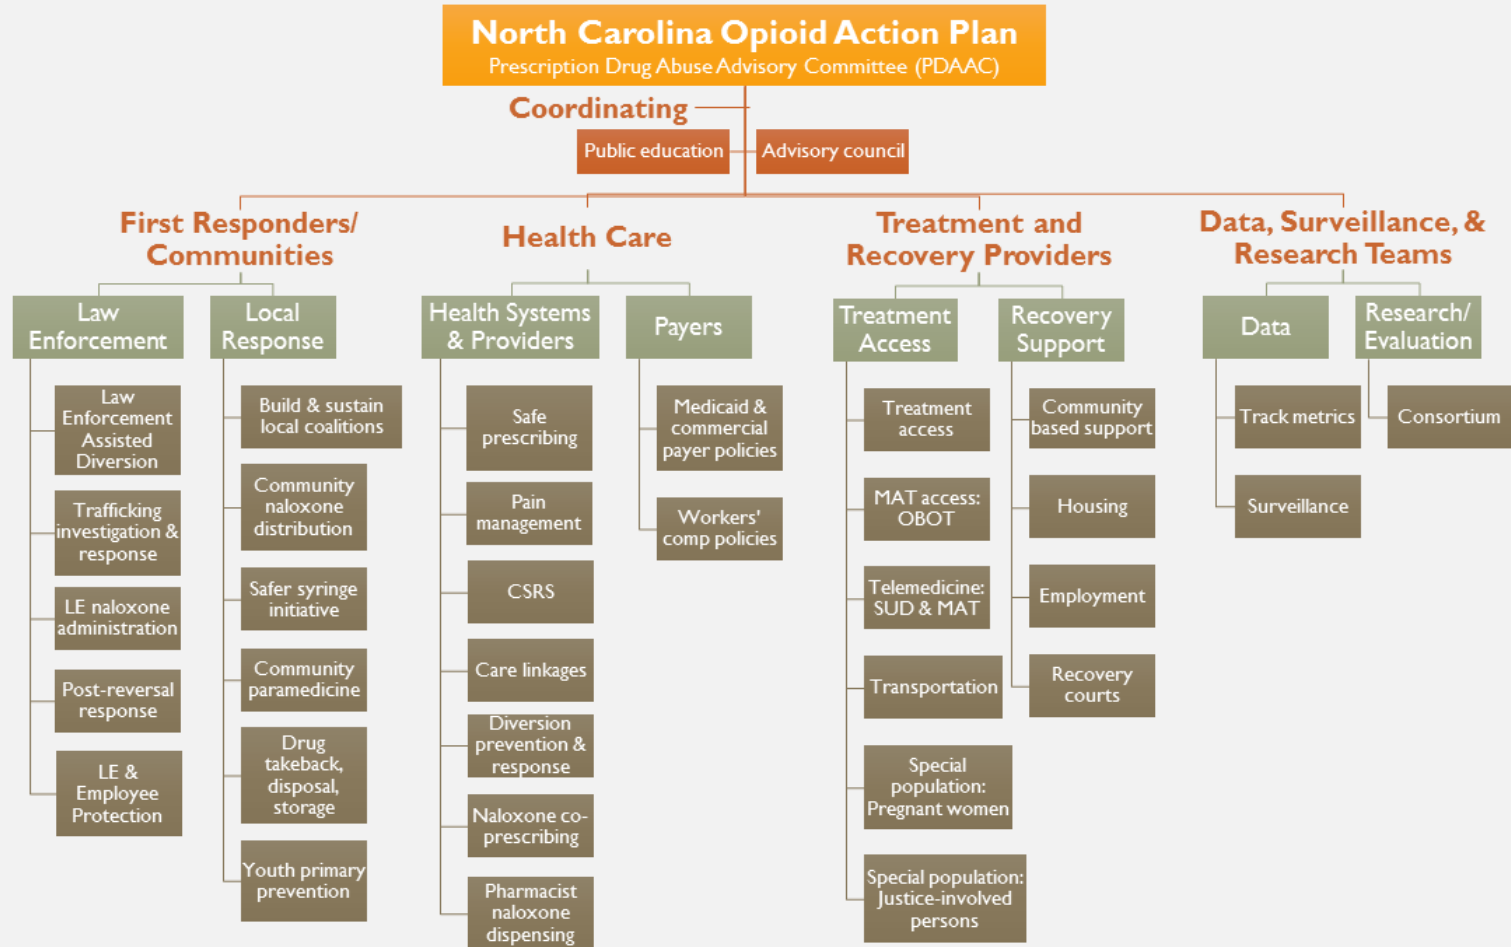 North Carolina Opioid Action Plan
Prescription Drug Abuse Advisory Committee (PDAAC)
Coordinating
Public education
Advisory council
First Responders/
Communities
Law
Enforcement
Law
Enforcement
Assisted
Diversion
Trafficking
investigation &
response
LE naloxone
administration
Post-reversal
response
LE &
Employee
Protection
Local
Response
Build & sustain
local coalitions
Community
naloxone
distribution
Safer syringe
initiative
Community
paramedicine
Drug
takeback,
disposal,
storage
Youth primary
prevention
Health Care
Health Systems
& Providers
Safe
prescribing
Pain
management
CSRS
Care linkages
Diversion
prevention &
response
Naloxone co-
prescribing
Pharmacist
naloxone
dispensing
Payers
Medicaid &
commercial
payer policies
Workers'
comp policies
Treatment and
Recovery Providers
Treatment
Access
Treatment
access
MAT access:
OBOT
Telemedicine:
SUD & MAT
Transportation
Special
population:
Pregnant women
Special population:
Justice-involved
persons
Recovery
Support
Community
based support
Housing
Employment
Recovery
courts
Data, Surveillance, &
Research Teams
Data
Track metrics
Surveillance
Research/
Evaluation
Consortium